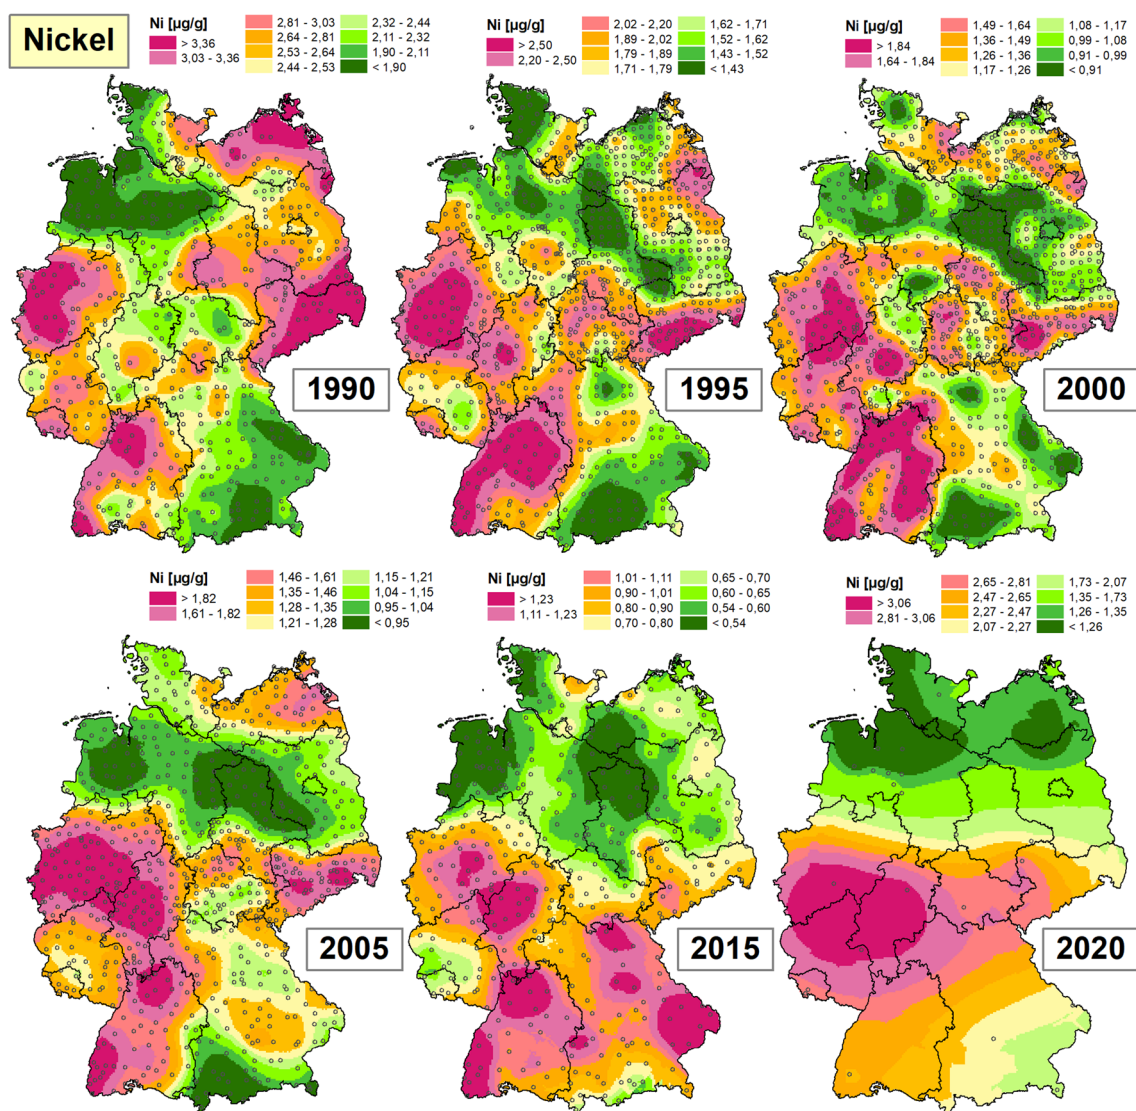 Nickel
Ni [µg/g]
> 3,36
3,03 - 3,36
2,81 - 3,03
2,64 - 2,81
2,53 - 2,64
2,44 - 2,53
2,32 - 2,44
2,11 - 2,32
1,90 - 2,11
< 1,90
1990
Ni [µg/g]
> 2,50
2,20 - 2,50
2,02 - 2,20
1,89 - 2,02
1,79 - 1,89
1,71 - 1,79
1,62 - 1,71
1,52 - 1,62
1,43 - 1,52
< 1,43
1995
Ni [µg/g]
> 1,84
1,64 - 1,84
1,49 - 1,64
1,36 - 1,49
1,26 - 1,36
1,17 - 1,26
1,08 - 1,17
0,99 - 1,08
0,91 - 0,99
< 0,91
2000
Ni [µg/g]
> 1,82
1,61 - 1,82
1,46 - 1,61
1,35 - 1,46
1,28 - 1,35
1,21 - 1,28
1,15 - 1,21
1,04 - 1,15
0,95 - 1,04
< 0,95
2005
Ni [µg/g]
> 1,23
1,11 - 1,23
1,01 - 1,11
0,90 - 1,01
0,80 - 0,90
0,70 - 0,80
0,65 - 0,70
0,60 - 0,65
0,54 - 0,60
< 0,54
2015
Ni [µg/g]
> 3,06
2,81 - 3,06
2,65 - 2,81
2,47 - 2,65
2,27 - 2,47
2,07 - 2,27
1,73 - 2,07
1,35 - 1,73
1,26 - 1,35
< 1,26
2020